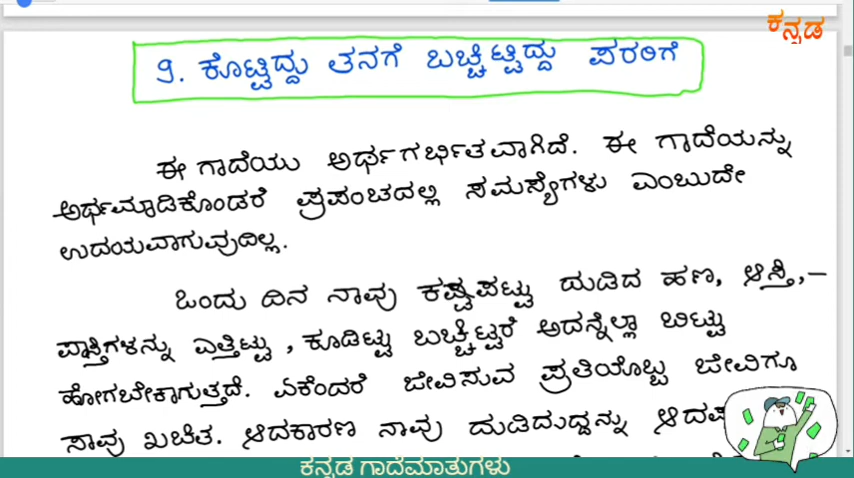 ಕನ್ನಡ
9. ಕೊಟ್ಟಿದ್ದು ತನಗೆ ಬಚ್ಚಿಟ್ಟಿದ್ದು ಪರರಿಗೆ
ಈ ಗಾದೆಯು ಅರ್ಥಗರ್ಭಿತವಾಗಿದೆ. ಈ ಗಾದೆಯನ್ನು
ಅರ್ಥಮಾಡಿಕೊಂಡರೆ ಪ್ರಪಂಚದಲ್ಲಿ ಸಮಸ್ಯೆಗಳು ಎಂಬುದೇ
ಉದಯವಾಗುವುದಿಲ್ಲ.
ಒಂದು ದಿನ ನಾವು ಕಷ್ಟಪಟ್ಟು ದುಡಿದ ಹಣ, ಆಸ್ತಿ,-
ಪಾಸ್ತಿಗಳನ್ನು ಎತ್ತಿಟ್ಟು, ಕೂಡಿಟ್ಟು ಬಚ್ಚಿಟ್ಟರೆ ಅದನ್ನೆಲ್ಲಾ ಬಿಟ್ಟು
ಹೋಗಬೇಕಾಗುತ್ತದೆ. ಏಕೆಂದರೆ ಜೀವಿಸುವ ಪ್ರತಿಯೊಬ್ಬ ಜೀವಿಗೂ
ಸಾವು ಖಚಿತ. ಆದಕಾರಣ ನಾವು ದುಡಿದುದ್ದನ್ನು
ಕನ್ನಡ ಗಾದೆಮಾತುಗಳು